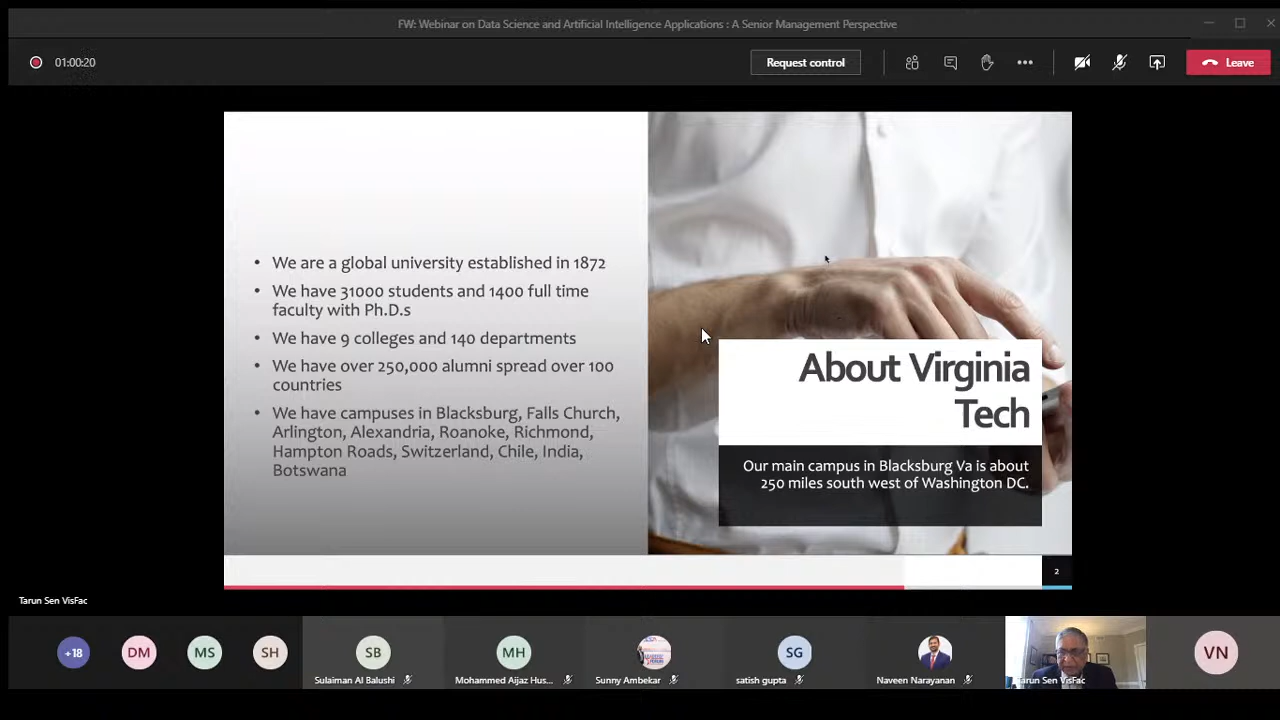 FW: Webinar on Data Science and Artificial Intelligence Applications : A Senior Management Perspective
01:00:20
Request control
Leave
• We are a global university established in 1872
• We have 31000 students and 1400 full time
faculty with Ph.D.s
• We have 9 colleges and 140 departments
• We have over 250,000 alumni spread over 100
countries
• We have campuses in Blacksburg, Falls Church,
Arlington, Alexandria, Roanoke, Richmond,
Hampton Roads, Switzerland, Chile, India,
Botswana
About Virginia
Tech
Our main campus in Blacksburg Va is about
250 miles south west of Washington DC.
2
Tarun Sen VisFac
+18
DM
MS
SH
SB
Sulaiman Al Balushi
MH
Mohammed Aijaz Hus...
Sunny Ambekar
SG
satish gupta
Naveen Narayanan
Tarun Sen VisFac
VN